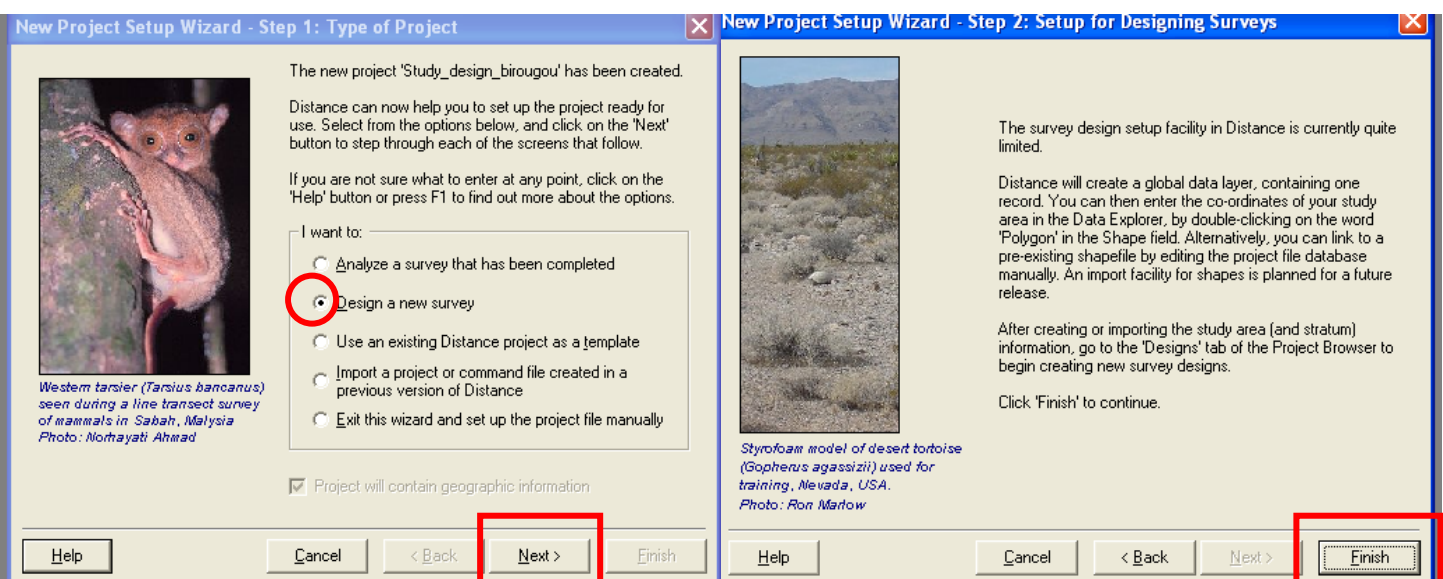 New Project Setup Wizard - Step 1: Type of Project
The new project 'Study_design_birougou' has been created.
Distance can now help you to set up the project ready for
use. Select from the options below, and click on the 'Next'
button to step through each of the screens that follow.
If you are not sure what to enter at any point, click on the
'Help' button or press F1 to find out more about the options.
I want to:
Analyze a survey that has been completed
Design a new survey
Use an existing Distance project as a template
Import a project or command file created in a
previous version of Distance
Exit this wizard and set up the project file manually
Western tarsier (Tarsius bancanus)
seen during a line transect survey
of mammals in Sabah, Malysia
Photo: Norhayati Ahmad
Project will contain geographic information
Help
Cancel
< Back
Next >
Finish
New Project Setup Wizard - Step 2: Setup for Designing Surveys
The survey design setup facility in Distance is currently quite
limited.
Distance will create a global data layer, containing one
record. You can then enter the co-ordinates of your study
area in the Data Explorer, by double-clicking on the word
'Polygon' in the Shape field. Alternatively, you can link to a
pre-existing shapefile by editing the project file database
manually. An import facility for shapes is planned for a future
release.
After creating or importing the study area (and stratum)
information, go to the 'Designs' tab of the Project Browser to
begin creating new survey designs.
Click 'Finish' to continue.
Styrofoam model of desert tortoise
(Gopherus agassizii) used for
training, Nevada, USA.
Photo: Ron Marlow
Help
Cancel
< Back
Next >
Finish